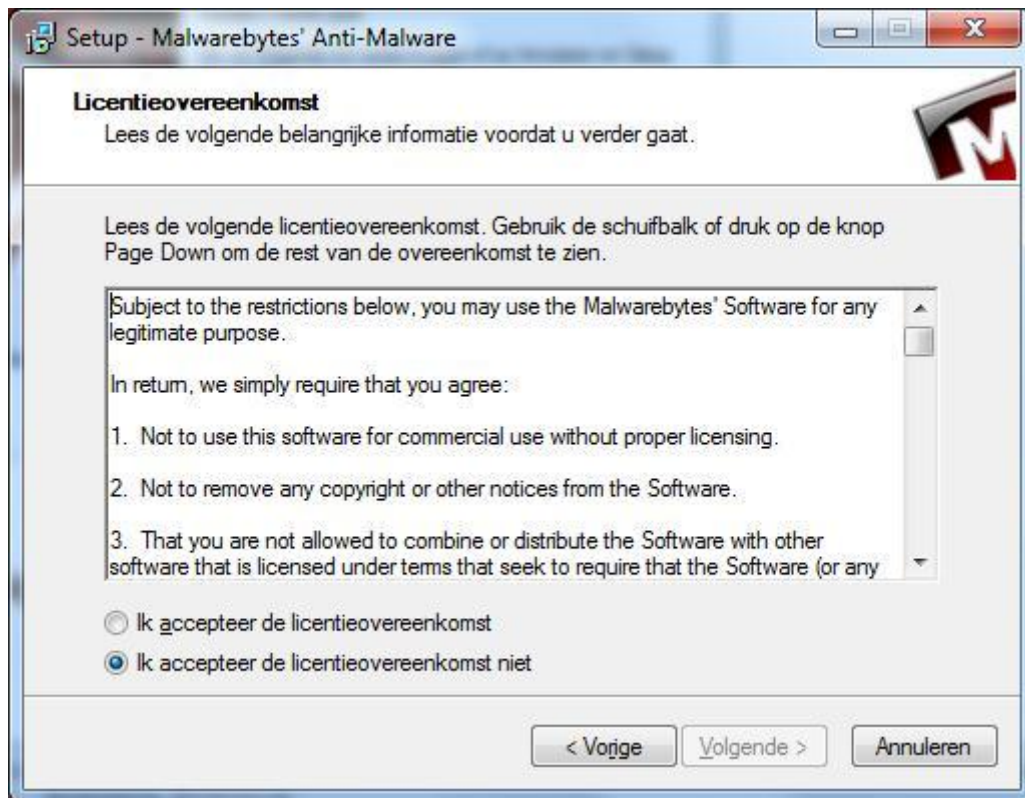 Setup - Malwarebytes' Anti-Malware
Licentieovereenkomst
Lees de volgende belangrijke informatie voordat u verder gaat.
Lees de volgende licentieovereenkomst. Gebruik de schuifbalk of druk op de knop
Page Down om de rest van de overeenkomst te zien.
Subject to the restrictions below, you may use the Malwarebytes' Software for any
legitimate purpose.
In return, we simply require that you agree:
1. Not to use this software for commercial use without proper licensing.
2. Not to remove any copyright or other notices from the Software.
3. That you are not allowed to combine or distribute the Software with other
software that is licensed under terms that seek to require that the Software (or any
Ik accepteer de licentieovereenkomst
Ik accepteer de licentieovereenkomst niet
< Vorige
Volgende >
Annuleren